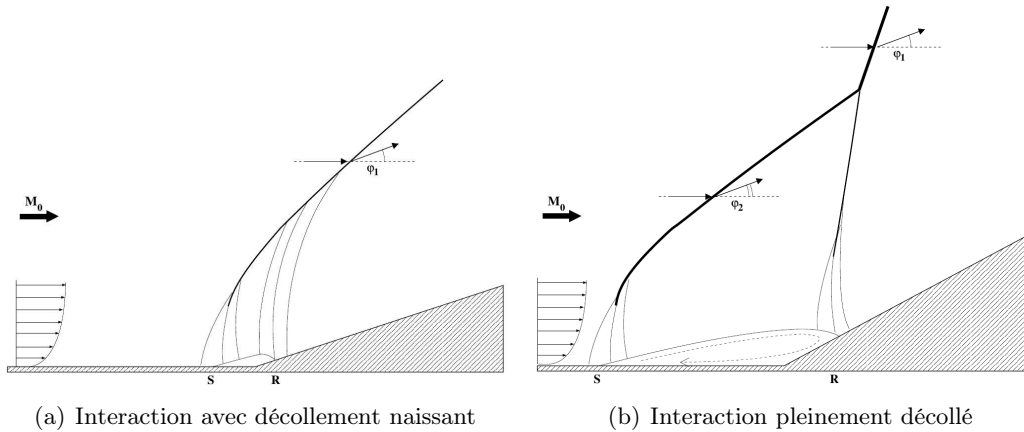 φ1
M0
S R
(a) Interaction avec décollement naissant
φ1
φ2
M0
S R
(b) Interaction pleinement décollé